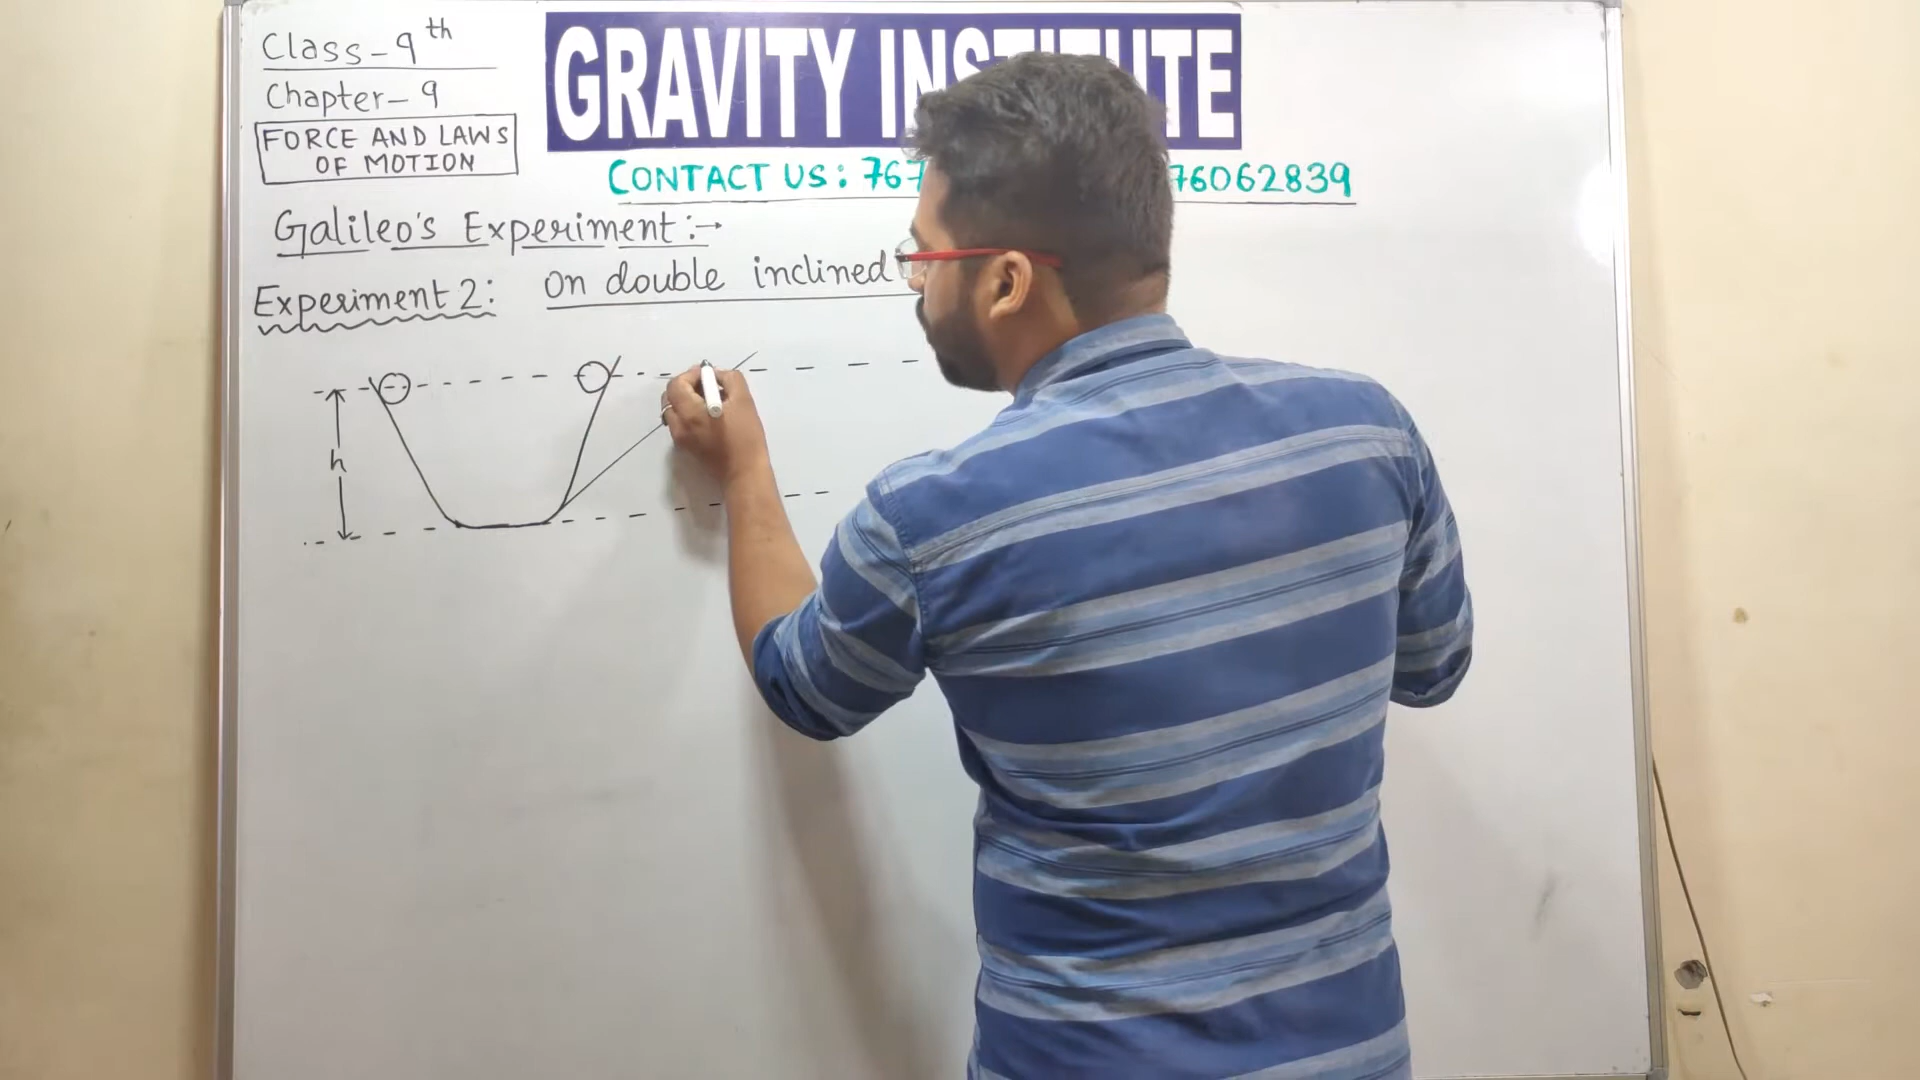 Class-9th
Chapter-9
FORCE AND LAWS
OF MOTION
GRAVITY IN
TE
CONTACT US: 767 76062839
Galileo's Experiment:→
Experiment 2: on double inclined
h